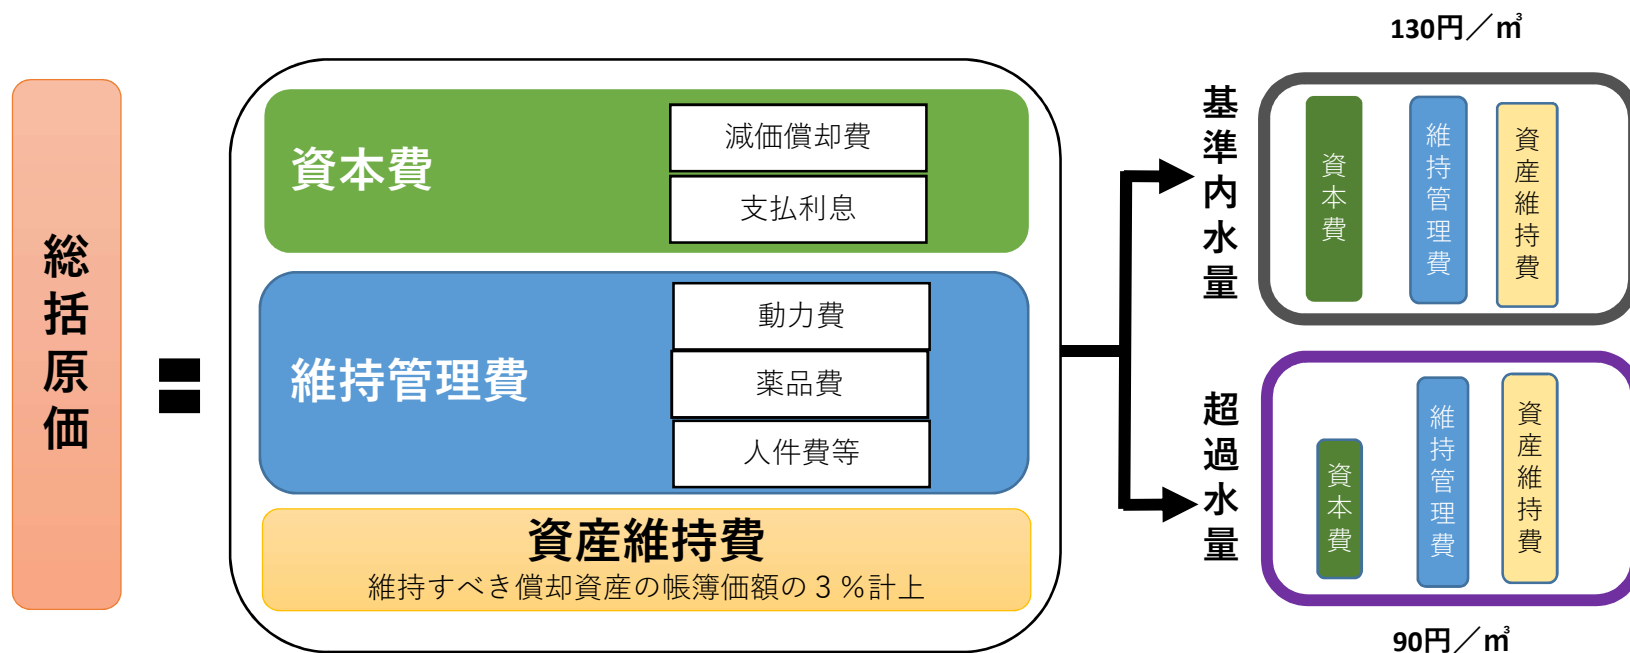 総括原価
資本費
減価償却費
支払利息
維持管理費
動力費
薬品費
人件費等
資産維持費
維持すべき償却資産の帳簿価額の３％計上
130円／㎥
基準内水量
資本費
維持管理費
資産維持費
超過水量
資本費
維持管理費
資産維持費
90円／㎥